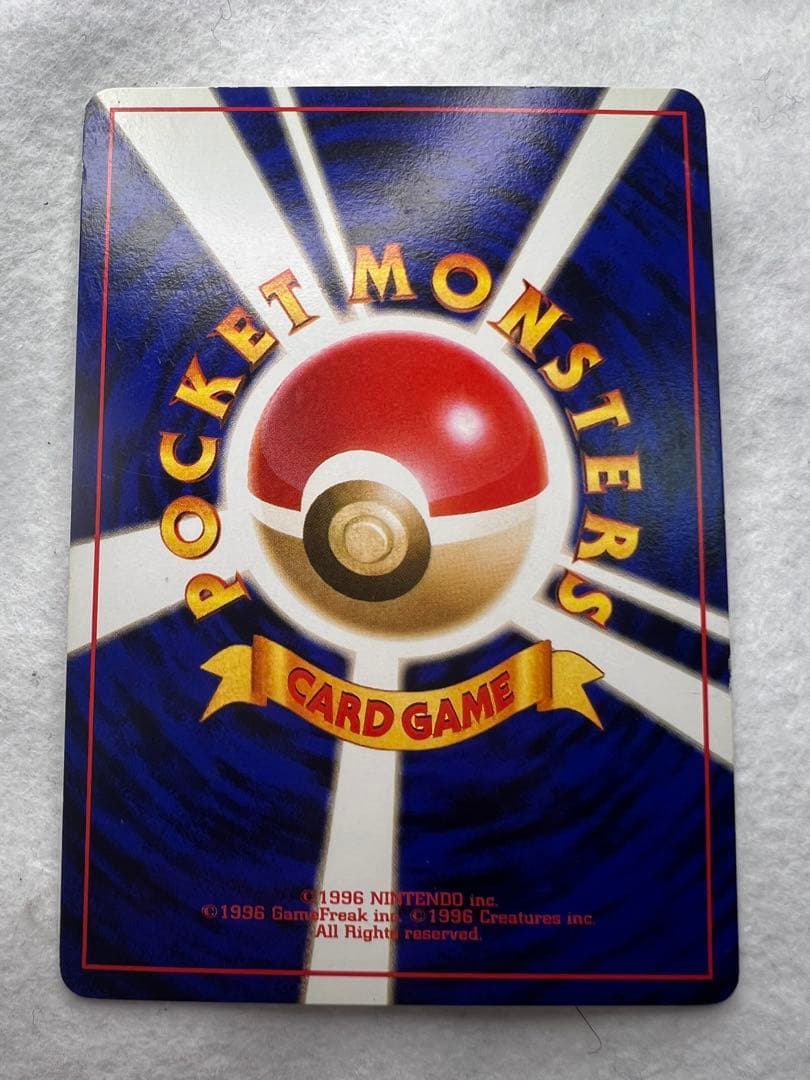 POCKET MONSTERS
CARD GAME
©1996 NINTENDO inc.
©1996 GameFreak inc. ©1996 Creatures inc.
All Rights reserved.